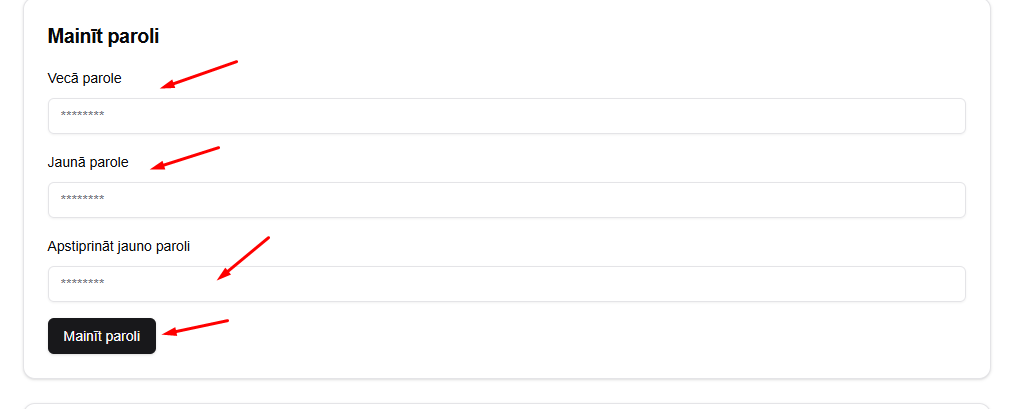 Mainīt paroli
Vecā parole
********
Jaunā parole
********
Apstiprināt jauno paroli
********
Mainīt paroli